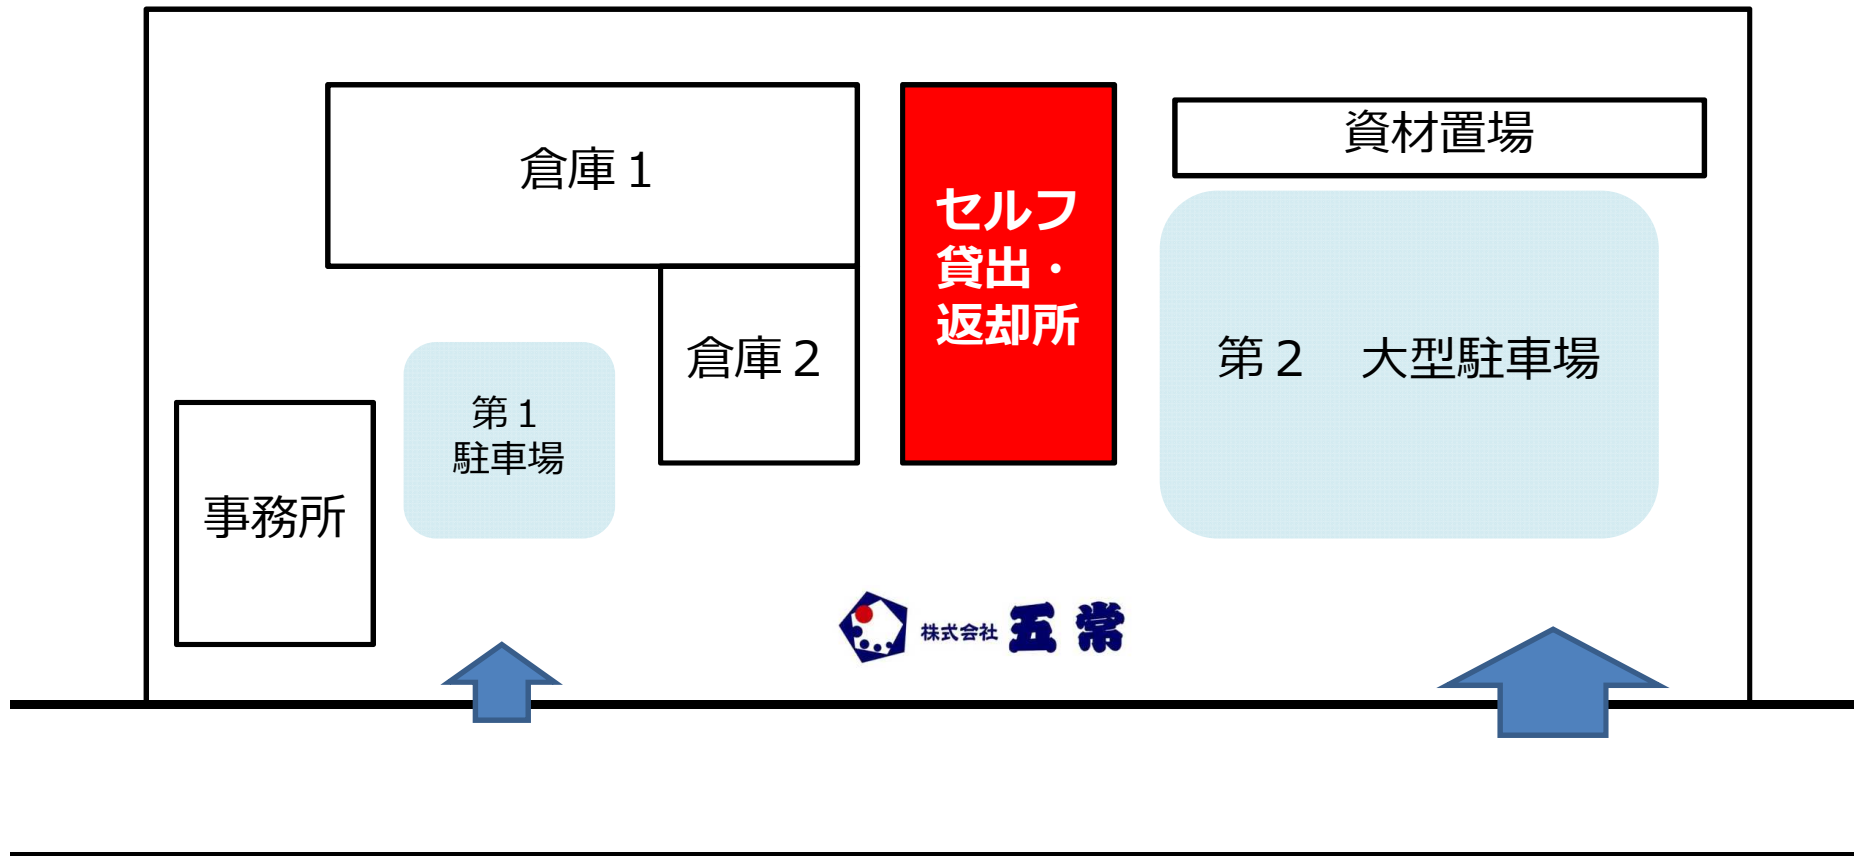 倉庫１
セルフ
貸出・
返却所
資材置場
倉庫２
第２　大型駐車場
第１
駐車場
事務所
株式会社 五常